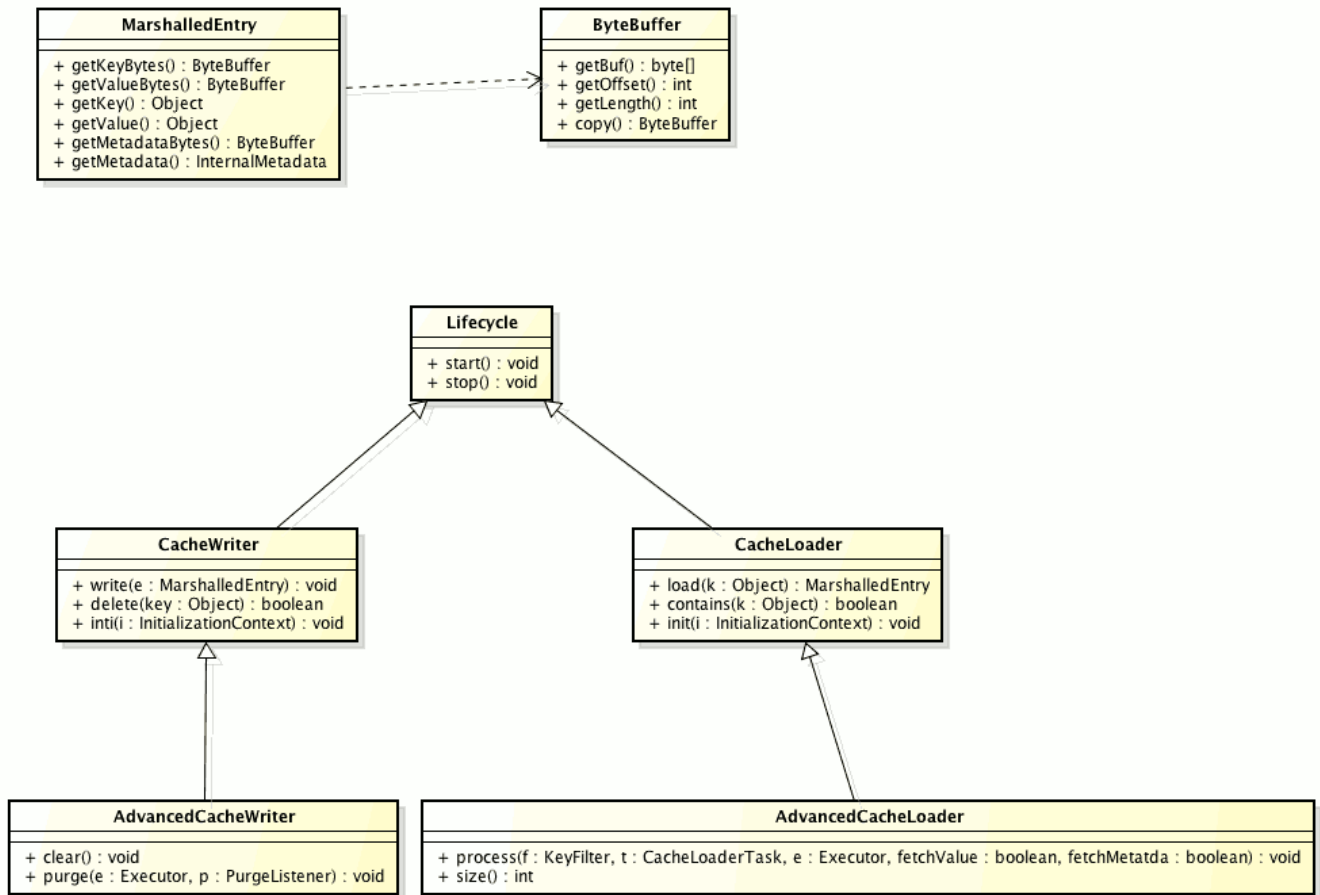 MarshalledEntry
+ getKeyBytes() : ByteBuffer
+ getValueBytes() : ByteBuffer
+ getKey() : Object
+ getValue() : Object
+ getMetadataBytes() : ByteBuffer
+ getMetadata() : InternalMetadata
ByteBuffer
+ getBuf() : byte[]
+ getOffset() : int
+ getLength() : int
+ copy() : ByteBuffer
Lifecycle
+ start() : void
+ stop() : void
CacheWriter
+ write(e : MarshalledEntry) : void
+ delete(key : Object) : boolean
+ inti(i : InitializationContext) : void
CacheLoader
+ load(k : Object) : MarshalledEntry
+ contains(k : Object) : boolean
+ init(i : InitializationContext) : void
AdvancedCacheWriter
+ clear() : void
+ purge(e : Executor, p : PurgeListener) : void
AdvancedCacheLoader
+ process(f : KeyFilter, t : CacheLoaderTask, e : Executor, fetchValue : boolean, fetchMetatda : boolean) : void
+ size() : int